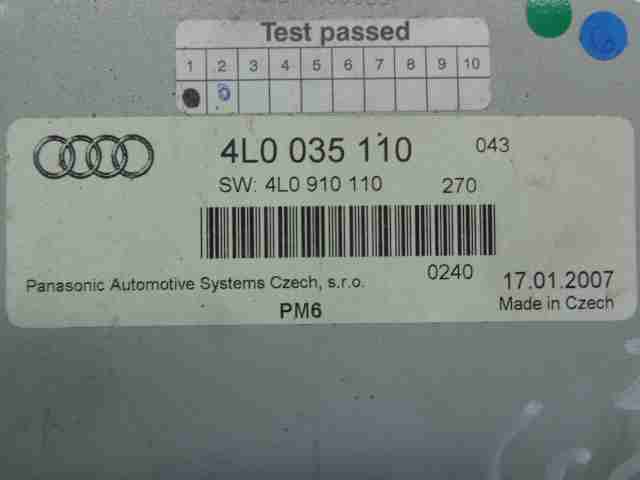 Test passed
1 2 3 4 5 6 7 8 9 10
4L0 035 110 043
SW: 4L0 910 110 270
0240
Panasonic Automotive Systems Czech, s.r.o. 17.01.2007
PM6 Made in Czech